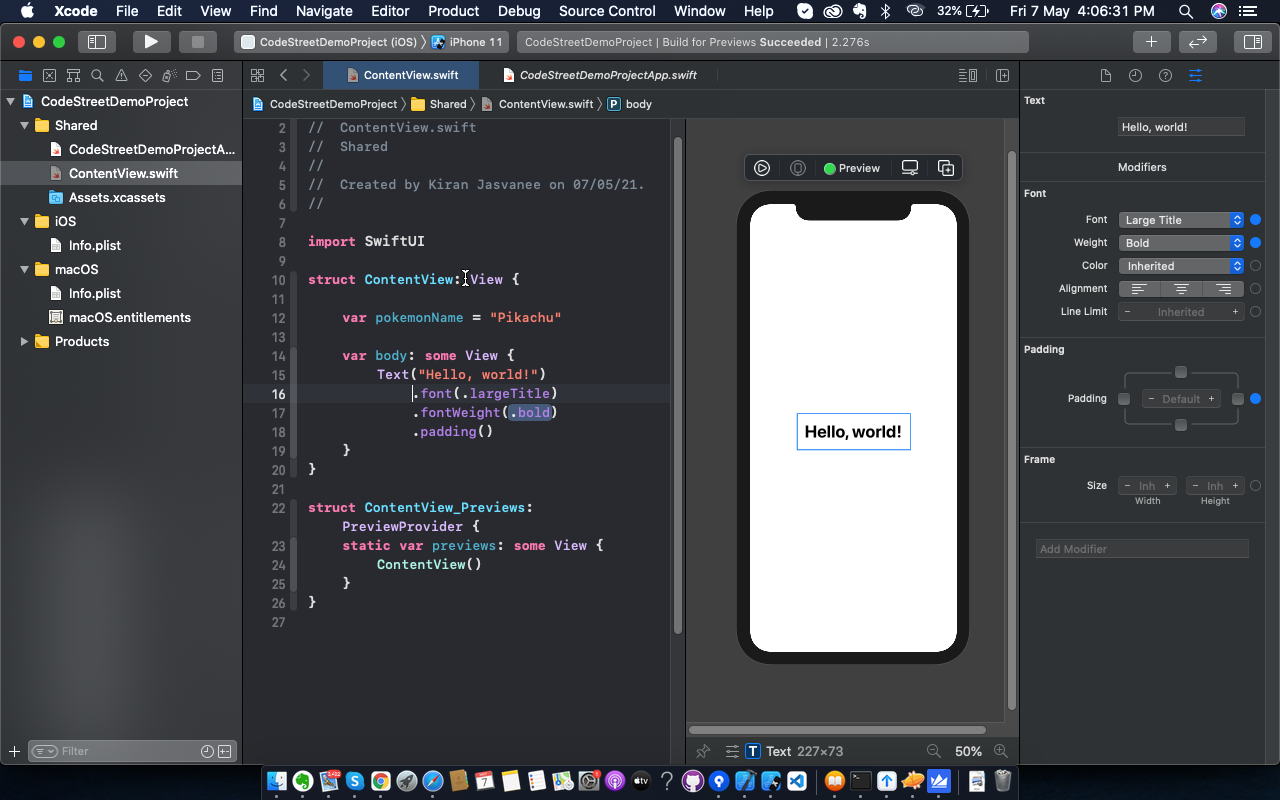 Xcode File Edit View Find Navigate Editor Product Debug Source Control Window Help 32% Fri 7 May 4:06:31 PM
CodeStreetDemoProject (iOS) 〉 iPhone 11
CodeStreetDemoProject | Build for Previews Succeeded | 2.276s
ContentView.swift
CodeStreetDemoProjectApp.swift
CodeStreetDemoProject 〉 Shared 〉 ContentView.swift 〉 P body
CodeStreetDemoProject
Shared
CodeStreetDemoProjectA...
ContentView.swift
Assets.xcassets
iOS
Info.plist
macOS
Info.plist
macOS.entitlements
Products
Filter
2 // ContentView.swift
3 // Shared
4 //
5 // Created by Kiran Jasvanee on 07/05/21.
6 //
7
8 import SwiftUI
9
10 struct ContentView: View {
11
12 var pokemonName = "Pikachu"
13
14 var body: some View {
15 Text("Hello, world!")
16 .font(.largeTitle)
17 .fontWeight(.bold)
18 .padding()
19 }
20 }
21
22 struct ContentView_Previews:
PreviewProvider {
23 static var previews: some View {
24 ContentView()
25 }
26 }
27
Preview
Hello, world!
T Text 227×73
50%
Text
Hello, world!
Modifiers
Font
Font Large Title
Weight Bold
Color Inherited
Alignment
Line Limit − Inherited +
Padding
Padding − Default +
Frame
Size − Inh + − Inh +
Width Height
Add Modifier